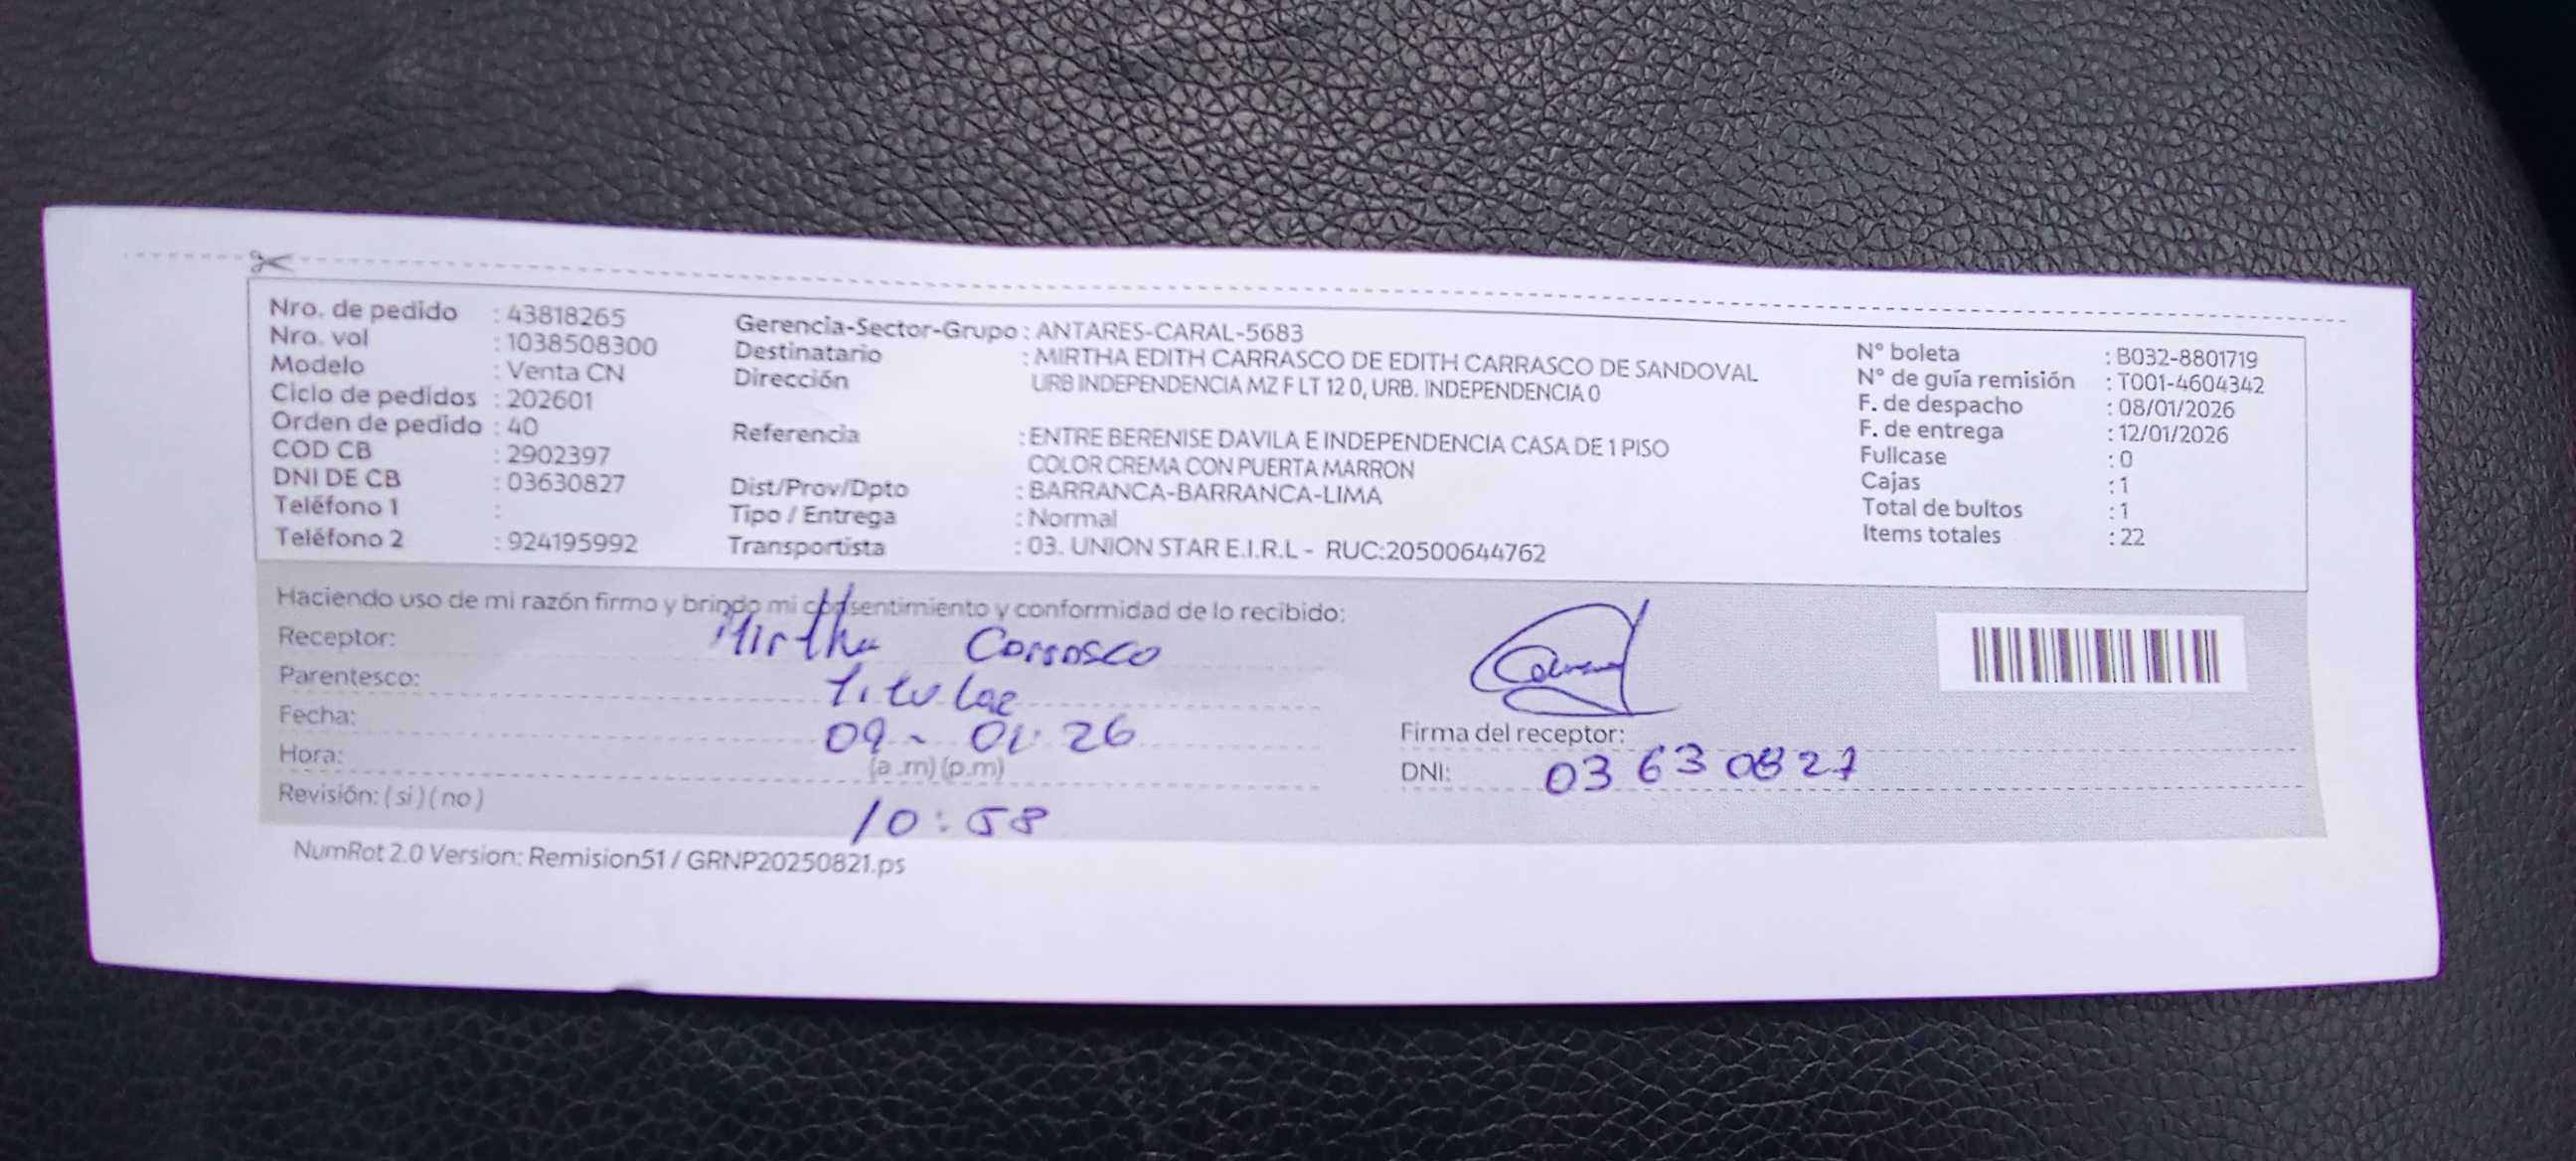 Nro. de pedido : 43818265
Nro. vol : 1038508300
Modelo : Venta CN
Ciclo de pedidos : 202601
Orden de pedido : 40
COD CB : 2902397
DNI DE CB : 03630827
Teléfono 1 :
Teléfono 2 : 924195992
Gerencia-Sector-Grupo : ANTARES-CARAL-5683
Destinatario : MIRTHA EDITH CARRASCO DE EDITH CARRASCO DE SANDOVAL
Dirección URB INDEPENDENCIA MZ F LT 12 0, URB. INDEPENDENCIA 0
Referencia : ENTRE BERENISE DAVILA E INDEPENDENCIA CASA DE 1 PISO
COLOR CREMA CON PUERTA MARRON
Dist/Prov/Dpto : BARRANCA-BARRANCA-LIMA
Tipo / Entrega : Normal
Transportista : 03. UNION STAR E.I.R.L - RUC:20500644762
N° boleta : B032-8801719
N° de guía remisión : T001-4604342
F. de despacho : 08/01/2026
F. de entrega : 12/01/2026
Fullcase : 0
Cajas : 1
Total de bultos : 1
Items totales : 22
Haciendo uso de mi razón firmo y brindo mi consentimiento y conformidad de lo recibido:
Receptor: Mirtha Carrasco
Parentesco: titular
Fecha: 09-01-26
Hora: (a.m) (p.m)
Revisión: ( si ) ( no ) 10:58
Firma del receptor:
DNI: 03630827
NumRot 2.0 Version: Remision51 / GRNP20250821.ps